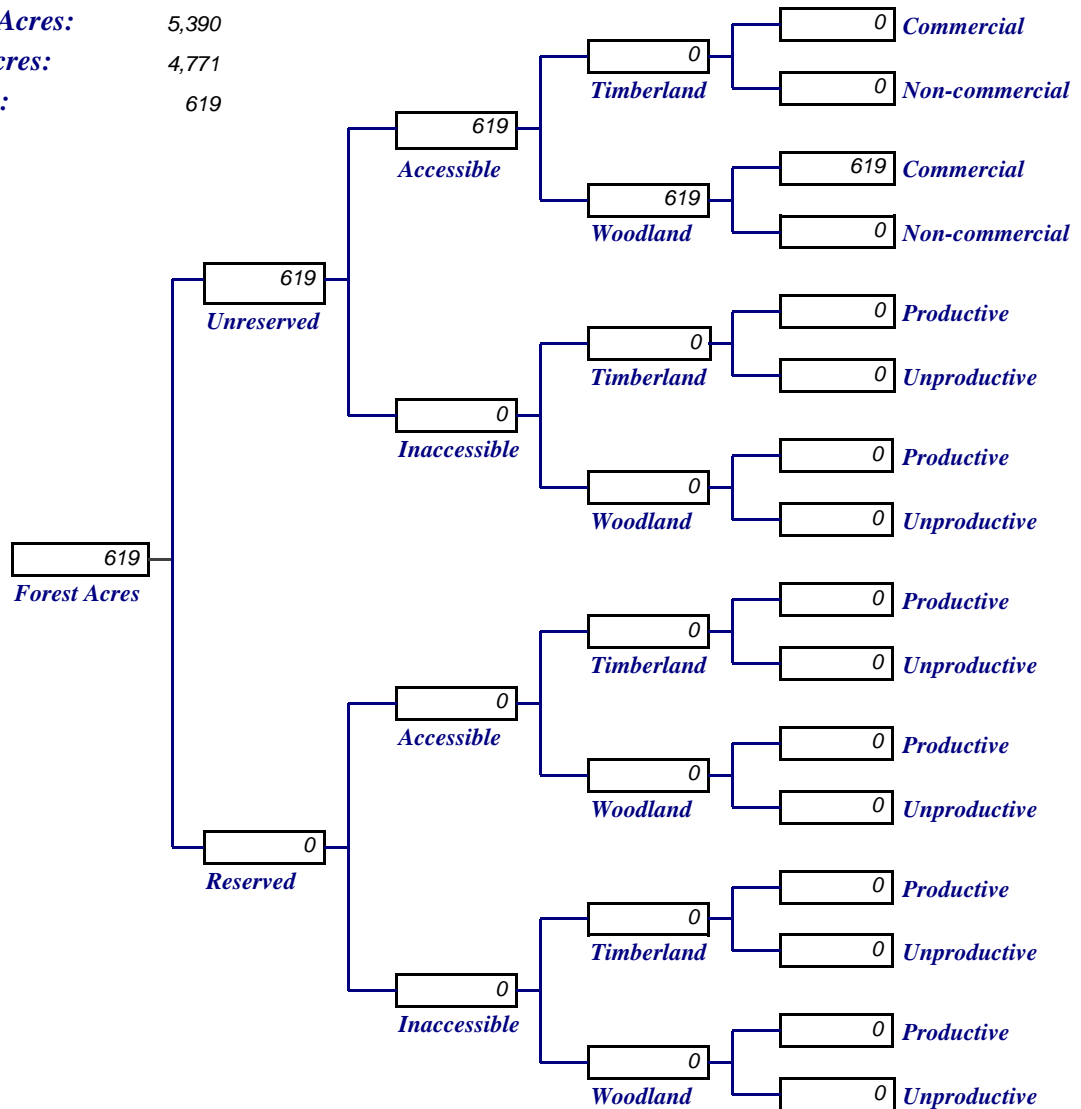 Acres: 5,390
cres: 4,771
: 619
0 Commercial
0
Timberland
0 Non-commercial
619
Accessible
619 Commercial
619
Woodland
0 Non-commercial
619
Unreserved
0 Productive
0
Timberland
0 Unproductive
0
Inaccessible
0 Productive
0
Woodland
0 Unproductive
619
Forest Acres
0 Productive
0
Timberland
0 Unproductive
0
Accessible
0 Productive
0
Woodland
0 Unproductive
0
Reserved
0 Productive
0
Timberland
0 Unproductive
0
Inaccessible
0 Productive
0
Woodland
0 Unproductive